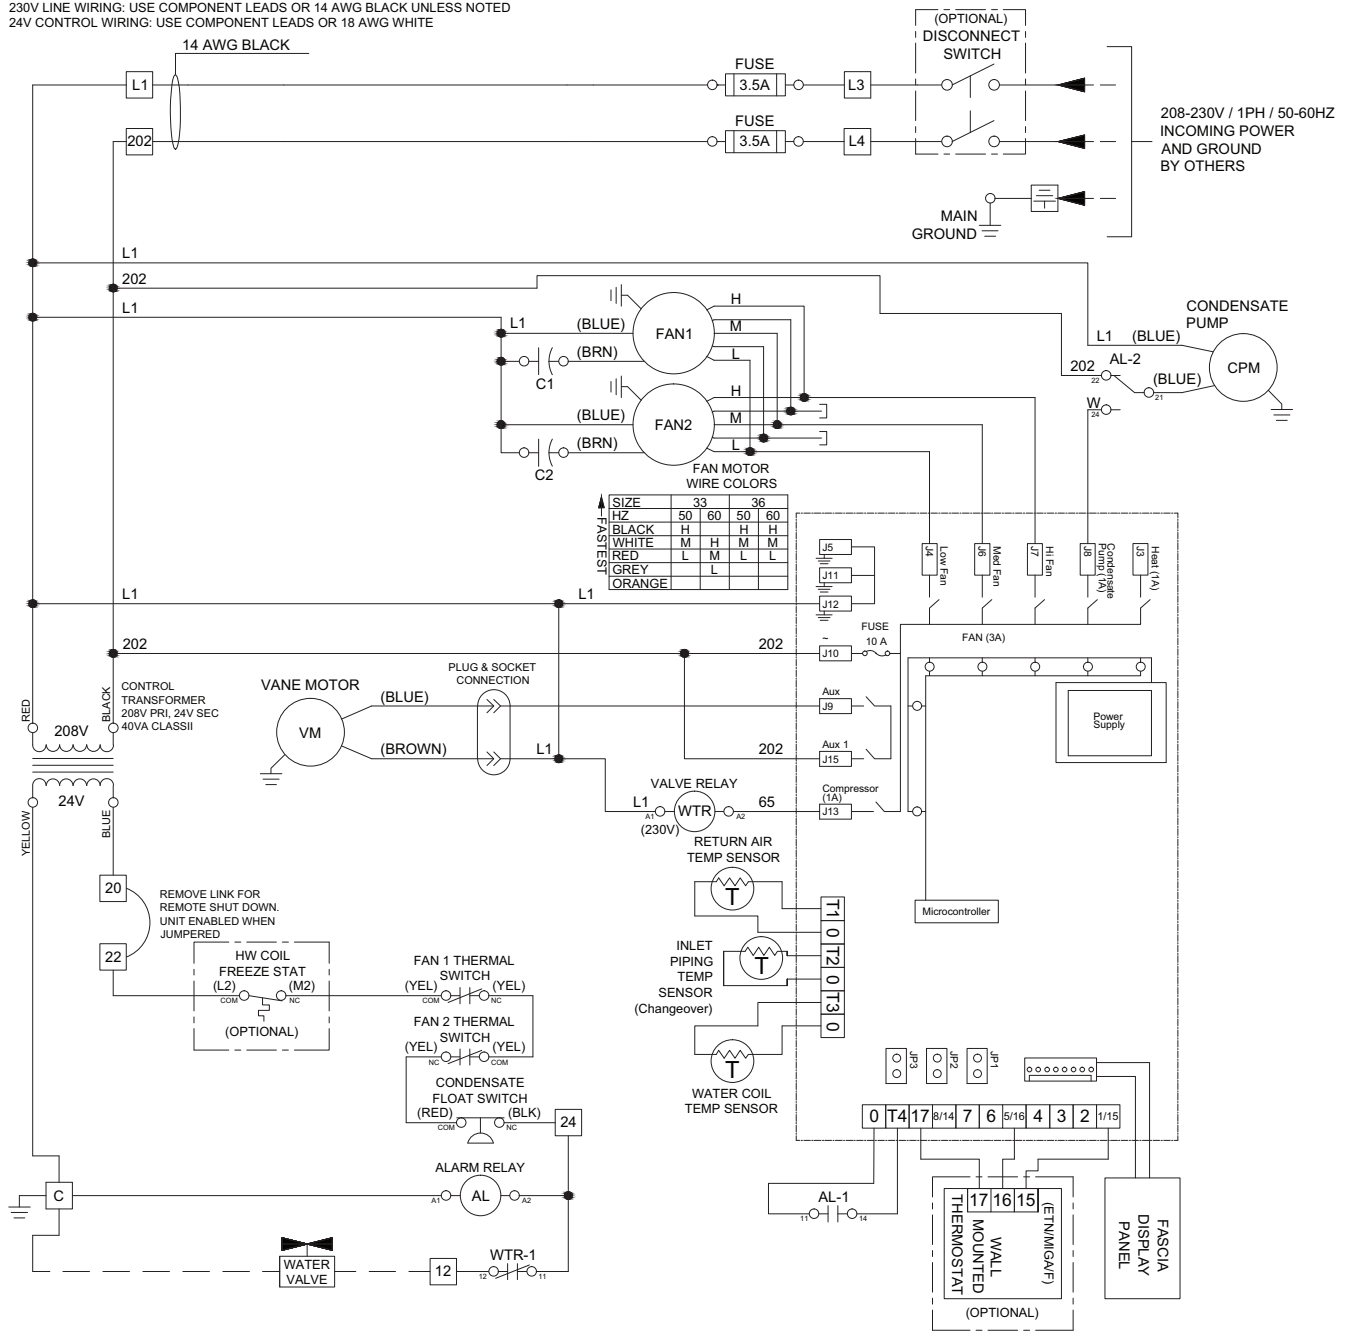 230V LINE WIRING: USE COMPONENT LEADS OR 14 AWG BLACK UNLESS NOTED
24V CONTROL WIRING: USE COMPONENT LEADS OR 18 AWG WHITE
14 AWG BLACK
L1
202
FUSE
3.5A
FUSE
3.5A
L3
L4
(OPTIONAL)
DISCONNECT
SWITCH
208-230V / 1PH / 50-60HZ
INCOMING POWER
AND GROUND
BY OTHERS
MAIN
GROUND
L1
202
L1
L1
(BLUE)
(BRN)
C1
FAN1
H
M
L
(BLUE)
(BRN)
C2
FAN2
H
M
L
CONDENSATE
PUMP
L1 (BLUE)
202
22
AL-2
(BLUE)
21
CPM
W
24
FAN MOTOR
WIRE COLORS
FASTEST
SIZE 33 36
HZ 50 60 50 60
BLACK H H H
WHITE M H M M
RED L M L L
GREY L
ORANGE
J5
J11
J12
J4
Low Fan
J6
Med Fan
J7
Hi Fan
J8
Condensate
Pump (1A)
J3
Heat (1A)
L1
L1
202
202
~
J10
FUSE
10 A
FAN (3A)
RED
BLACK
CONTROL
TRANSFORMER
208V PRI, 24V SEC
40VA CLASSII
208V
24V
YELLOW
BLUE
VANE MOTOR
VM
(BLUE)
(BROWN)
PLUG & SOCKET
CONNECTION
L1
Aux
J9
202
Aux 1
J15
Power
Supply
VALVE RELAY
L1
A1
(230V)
WTR
A2
65
Compressor
(1A)
J13
RETURN AIR
TEMP SENSOR
T
INLET
PIPING
TEMP
SENSOR
(Changeover)
T
T
WATER COIL
TEMP SENSOR
T1
0
T2
0
T3
0
Microcontroller
20
22
REMOVE LINK FOR
REMOTE SHUT DOWN.
UNIT ENABLED WHEN
JUMPERED
HW COIL
FREEZE STAT
(L2)
COM
(M2)
NC
(OPTIONAL)
FAN 1 THERMAL
SWITCH
(YEL) (YEL)
COM NC
FAN 2 THERMAL
SWITCH
(YEL) (YEL)
NC COM
CONDENSATE
FLOAT SWITCH
(RED) (BLK)
COM NC
24
JP3
JP2
JP1
0 T4 17 8/14 7 6 5/16 4 3 2 1/15
C
ALARM RELAY
A1
AL
A2
AL-1
11
14
17 16 15
WALL
MOUNTED
THERMOSTAT
(ETN/MIGA/F)
(OPTIONAL)
FASCIA
DISPLAY
PANEL
WATER
VALVE
12
WTR-1
12
11